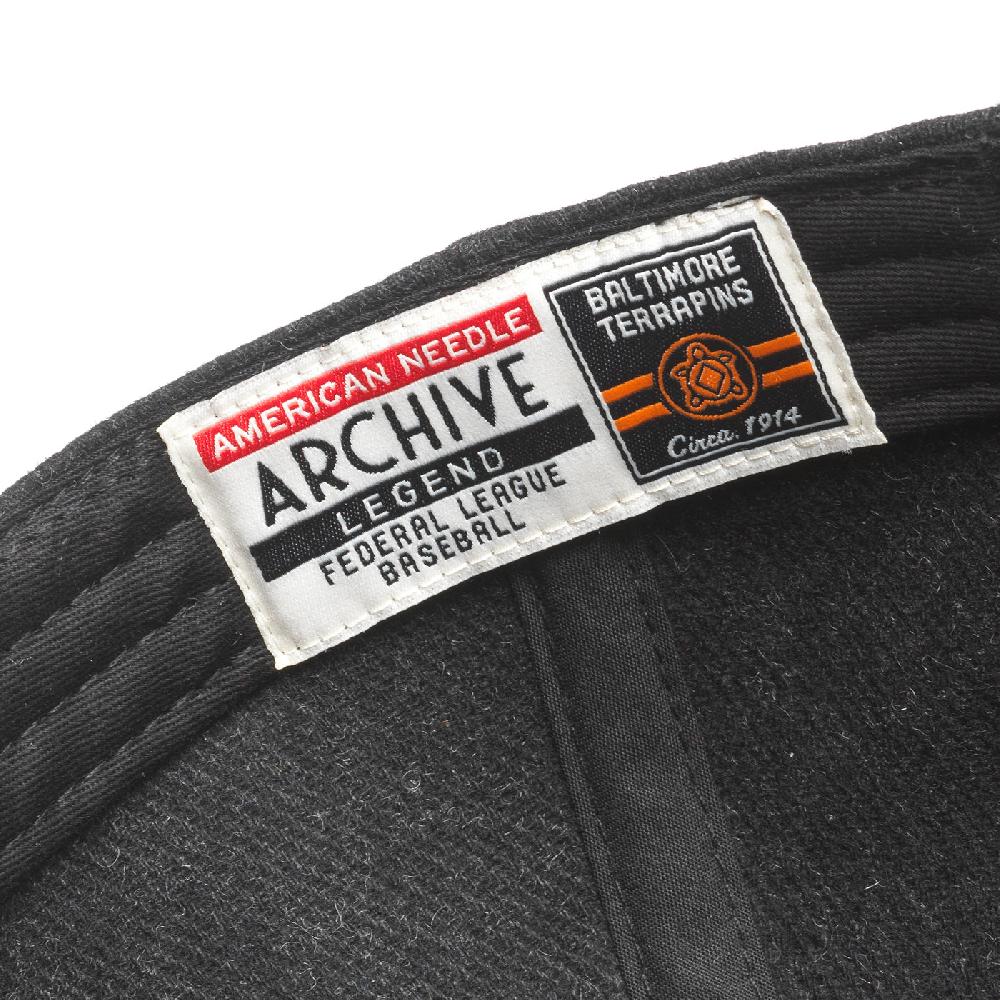 AMERICAN NEEDLE
ARCHIVE
LEGEND
FEDERAL LEAGUE
BASEBALL
BALTIMORE
TERRAPINS
Circa. 1914